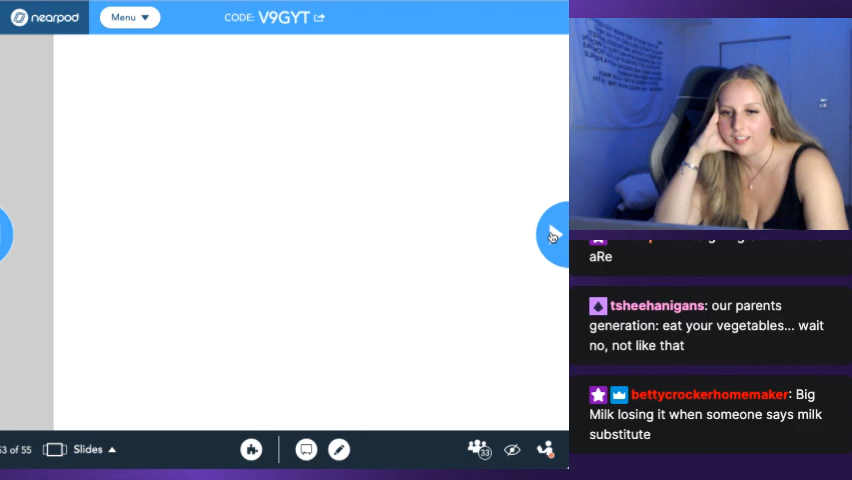 nearpod
Menu
CODE: V9GYT
aRe
tsheehanigans: our parents
generation: eat your vegetables... wait
no, not like that
bettycrockerhomemaker: Big
Milk losing it when someone says milk
substitute
53 of 55
Slides
33